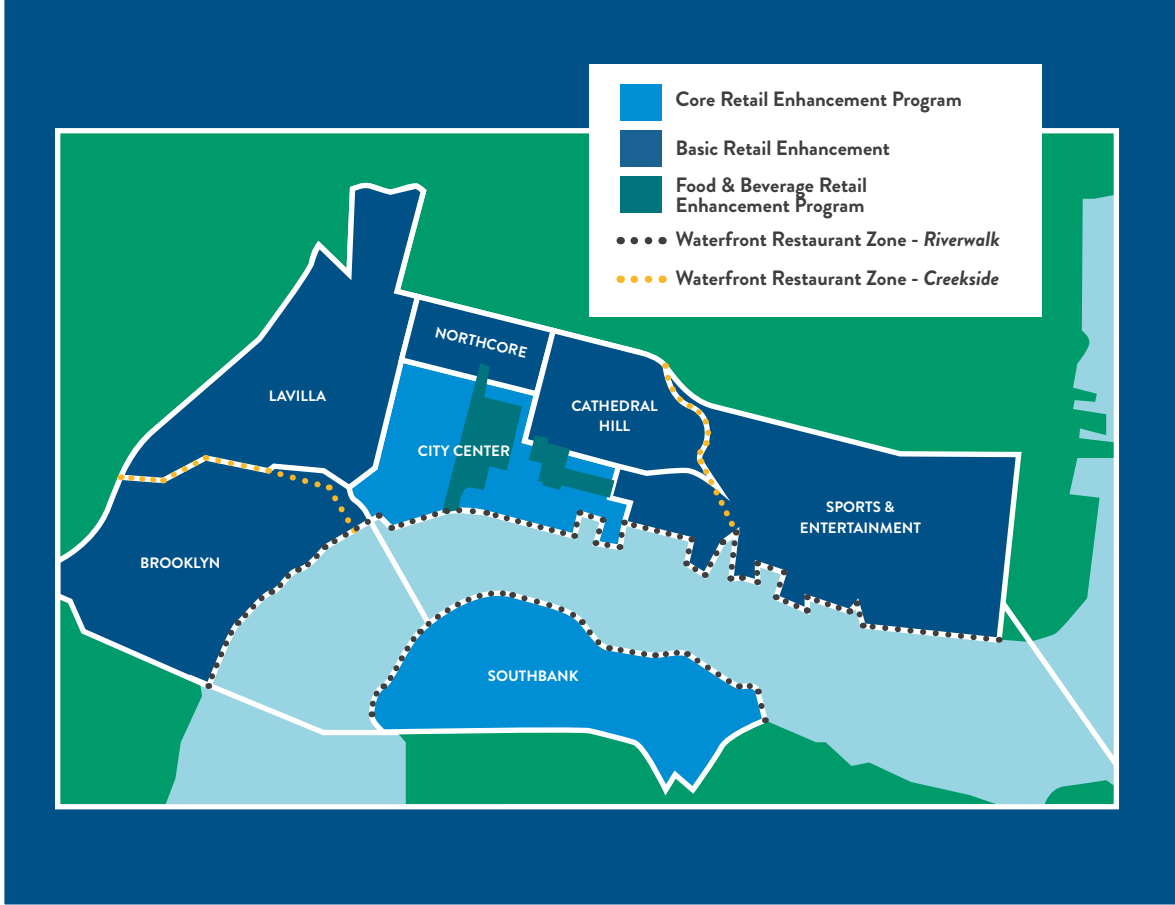 Core Retail Enhancement Program
Basic Retail Enhancement
Food & Beverage Retail
Enhancement Program
Waterfront Restaurant Zone - Riverwalk
Waterfront Restaurant Zone - Creekside
NORTHCORE
LAVILLA
CATHEDRAL
HILL
CITY CENTER
SPORTS &
ENTERTAINMENT
BROOKLYN
SOUTHBANK